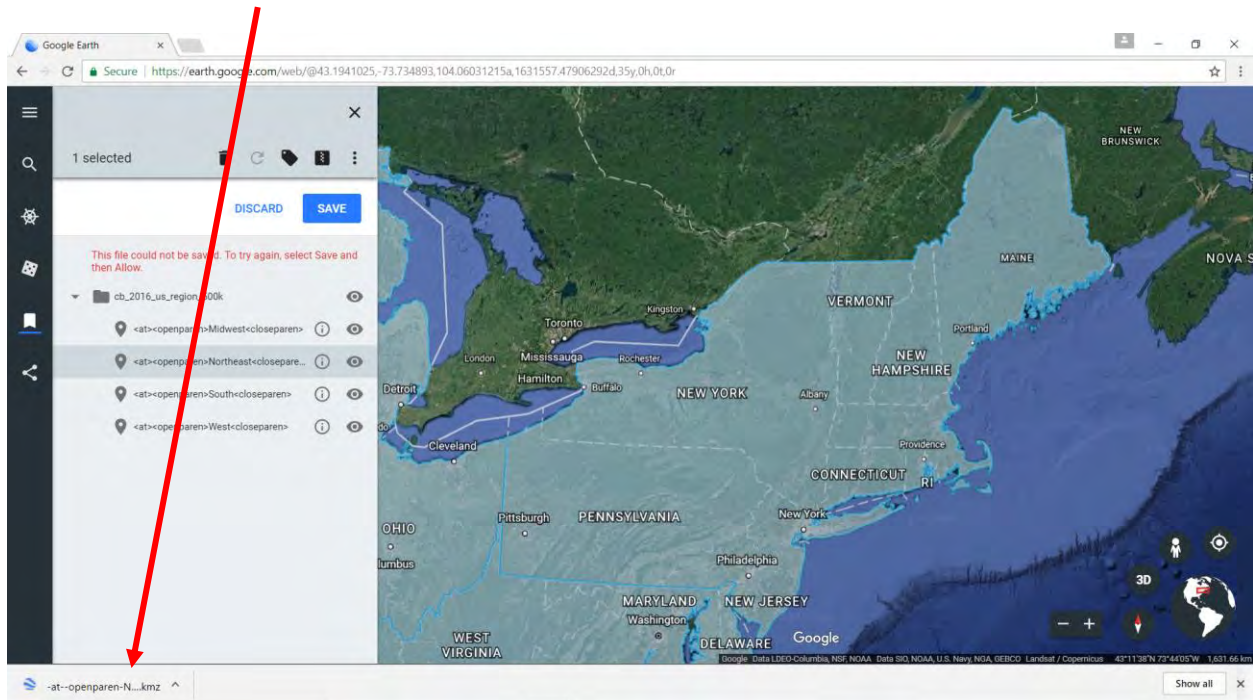 Google Earth
Secure | https://earth.google.com/web/@43.1941025,-73.734893,104.06031215a,1631557.47906292d,35y,0h,0t,0r
1 selected
DISCARD SAVE
This file could not be saved. To try again, select Save and
then Allow.
cb_2016_us_region_500k
<at><openparen>Midwest<closeparen>
<at><openparen>Northeast<closepare...
<at><openparen>South<closeparen>
<at><openparen>West<closeparen>
NEW
BRUNSWICK
NOVA S
MAINE
VERMONT
Kingston
Toronto
Portland
London
Mississauga
Rochester
NEW
HAMPSHIRE
Hamilton
Detroit
Buffalo
NEW YORK
Albany
do
Cleveland
Providence
CONNECTICUT
RI
OHIO
Pittsburgh
PENNSYLVANIA
New York
lumbus
Philadelphia
3D
MARYLAND
NEW JERSEY
Washington
WEST
VIRGINIA
DELAWARE
Google
Google Data LDEO-Columbia, NSF, NOAA Data SIO, NOAA, U.S. Navy, NGA, GEBCO Landsat / Copernicus 43°11'38"N 73°44'05"W 1,631.66 km
-at--openparen-N....kmz
Show all